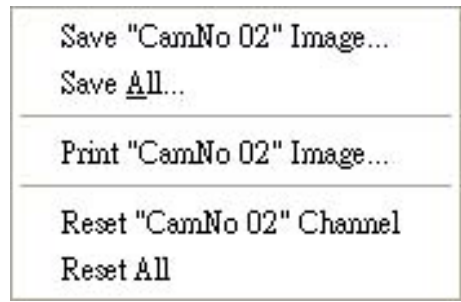 Save "CamNo 02" Image...
Save All...
Print "CamNo 02" Image...
Reset "CamNo 02" Channel
Reset All